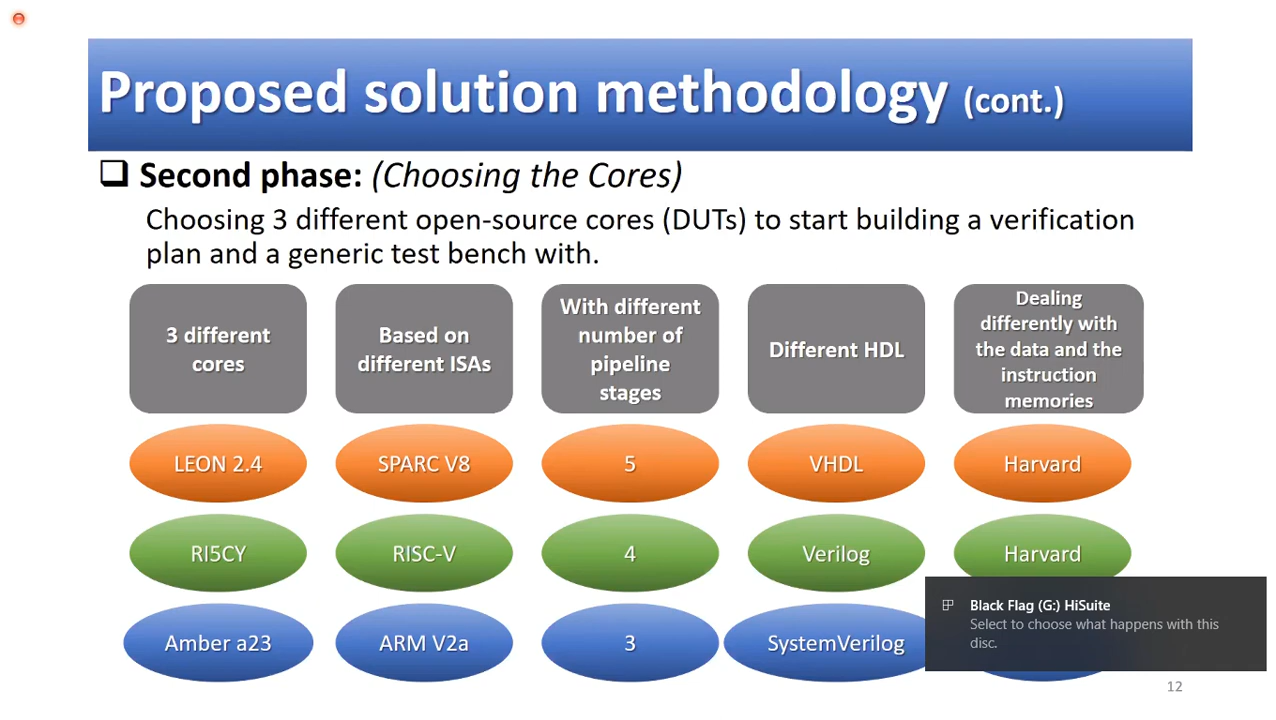 Proposed solution methodology (cont.)
❑ Second phase: (Choosing the Cores)
Choosing 3 different open-source cores (DUTs) to start building a verification
plan and a generic test bench with.
3 different
cores
Based on
different ISAs
With different
number of
pipeline
stages
Different HDL
Dealing
differently with
the data and the
instruction
memories
LEON 2.4
SPARC V8
5
VHDL
Harvard
RI5CY
RISC-V
4
Verilog
Harvard
Amber a23
ARM V2a
3
SystemVerilog
Black Flag (G:) HiSuite
Select to choose what happens with this
disc.
12